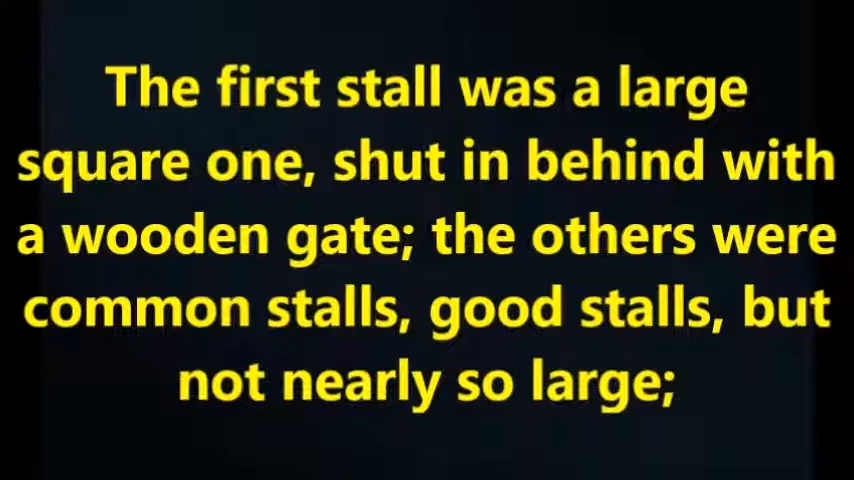 The first stall was a large
square one, shut in behind with
a wooden gate; the others were
common stalls, good stalls, but
not nearly so large;